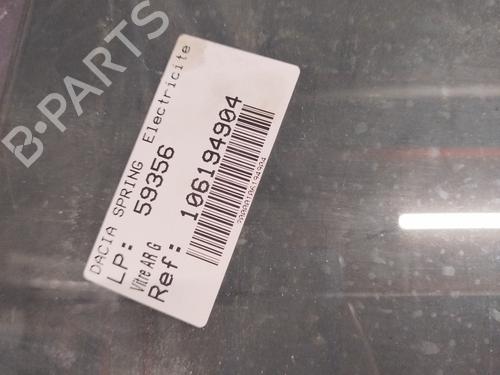 B-PARTS
DACIA SPRING Electricite
LP: 59356
Vitre AR G
Ref: 106194904